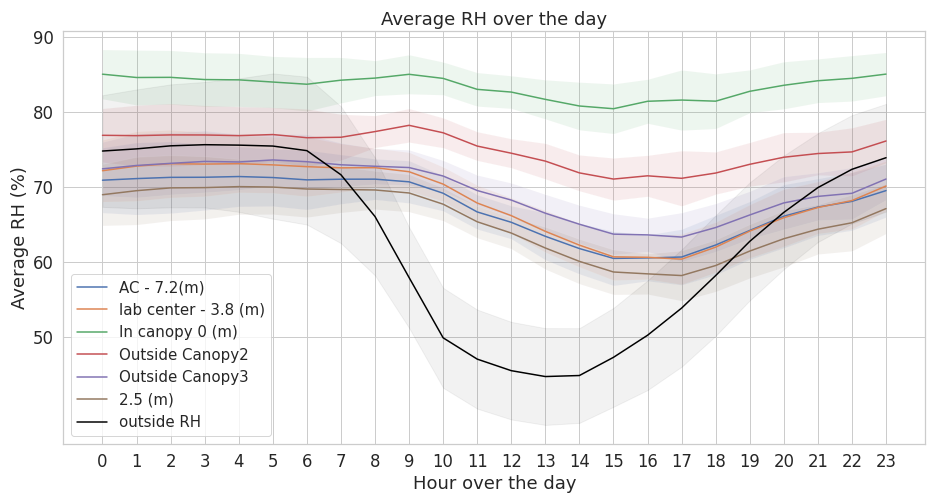 Average RH over the day
Average RH (%)
90
80
70
60
50
AC - 7.2(m)
lab center - 3.8 (m)
In canopy 0 (m)
Outside Canopy2
Outside Canopy3
2.5 (m)
outside RH
0 1 2 3 4 5 6 7 8 9 10 11 12 13 14 15 16 17 18 19 20 21 22 23
Hour over the day